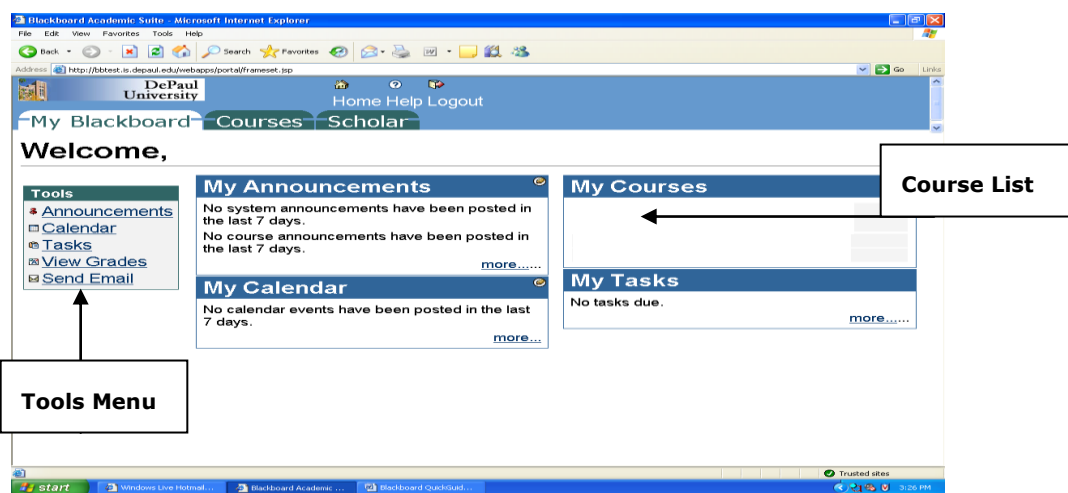 Blackboard Academic Suite - Microsoft Internet Explorer
File Edit View Favorites Tools Help
Back Search Favorites
Address http://bbtest.is.depaul.edu/webapps/portal/frameset.jsp Go Links
DePaul
University
Home Help Logout
My Blackboard Courses Scholar
Welcome,
Tools
Announcements
Calendar
Tasks
View Grades
Send Email
My Announcements
No system announcements have been posted in
the last 7 days.
No course announcements have been posted in
the last 7 days.
more......
My Calendar
No calendar events have been posted in the last
7 days.
more...
My Courses
My Tasks
No tasks due.
more......
Course List
Tools Menu
Trusted sites
start Windows Live Hotmail... Blackboard Academic ... Blackboard QuickGuid... 3:26 PM